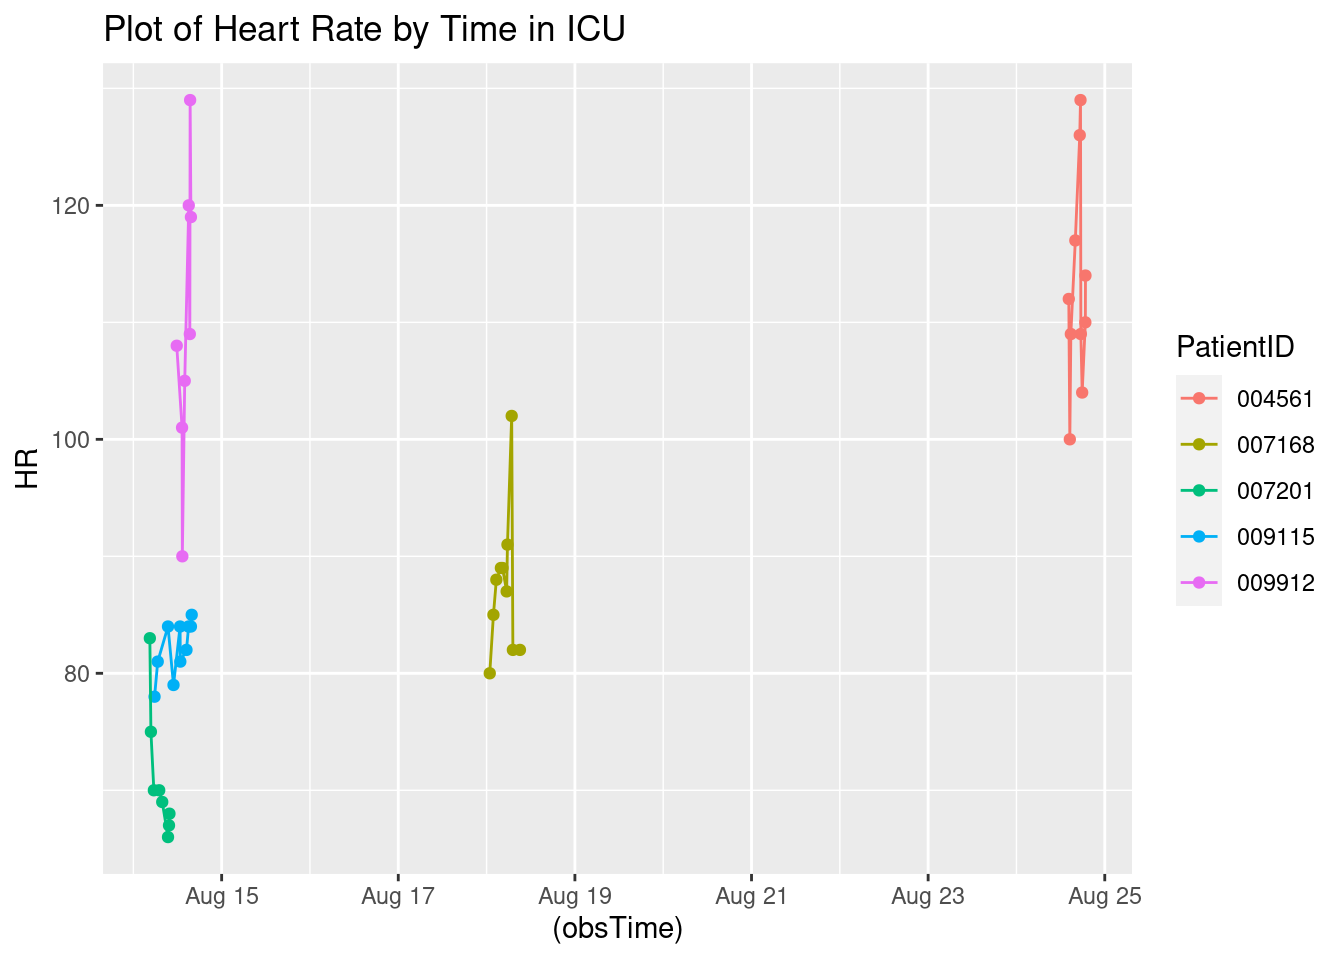 Plot of Heart Rate by Time in ICU
HR
120
100
80
Aug 15
Aug 17
Aug 19
Aug 21
Aug 23
Aug 25
(obsTime)
PatientID
004561
007168
007201
009115
009912